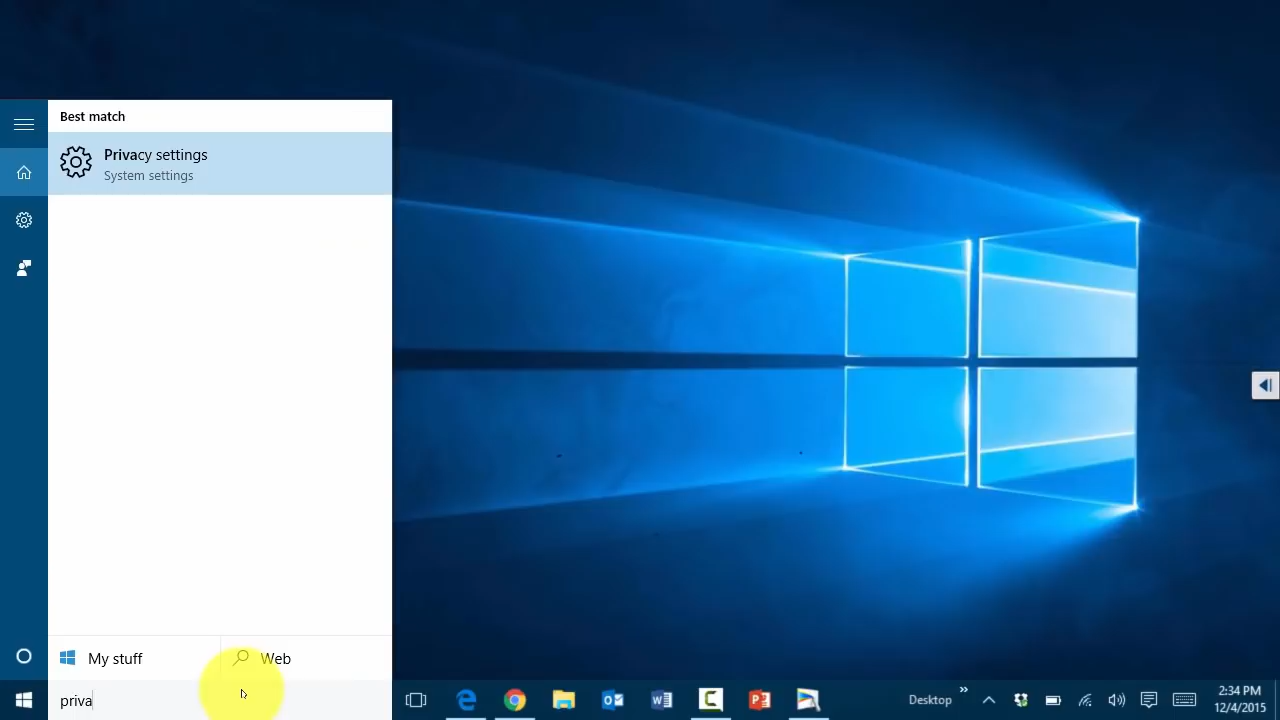 Best match
Privacy settings
System settings
My stuff
Web
priva
Desktop
2:34 PM
12/4/2015